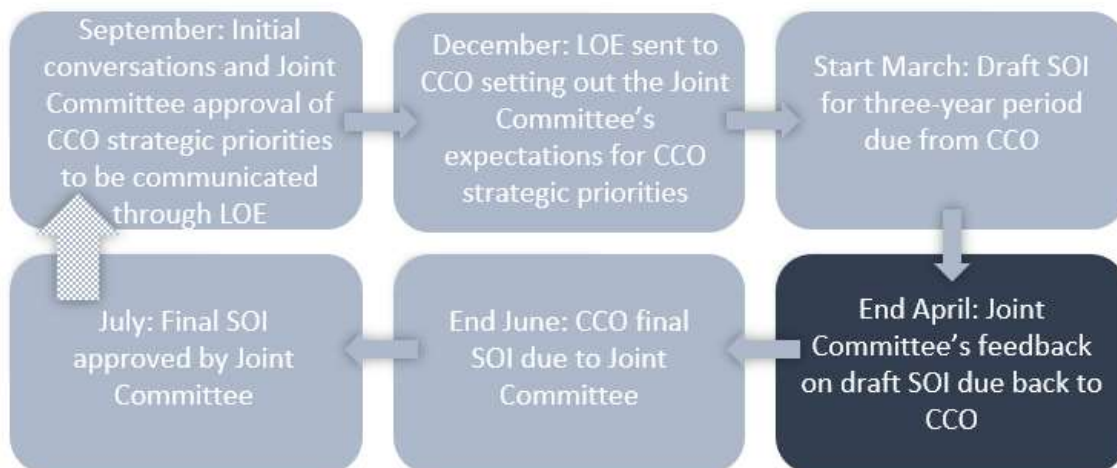 September: Initial
conversations and Joint
Committee approval of
CCO strategic priorities
to be communicated
through LOE
December: LOE sent to
CCO setting out the Joint
Committee's
expectations for CCO
strategic priorities
Start March: Draft SOI
for three-year period
due from CCO
End April: Joint
Committee's feedback
on draft SOI due back to
CCO
End June: CCO final
SOI due to Joint
Committee
July: Final SOI
approved by Joint
Committee